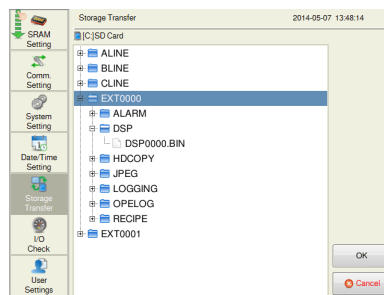 Storage Transfer
2014-05-07 13:48:14
[C:]SD Card
SRAM
Setting
Comm.
Setting
System
Setting
Date/Time
Setting
Storage
Transfer
I/O
Check
User
Settings
ALINE
BLINE
CLINE
EXT0000
ALARM
DSP
DSP0000.BIN
HDCOPY
JPEG
LOGGING
OPELOG
RECIPE
EXT0001
OK
Cancel